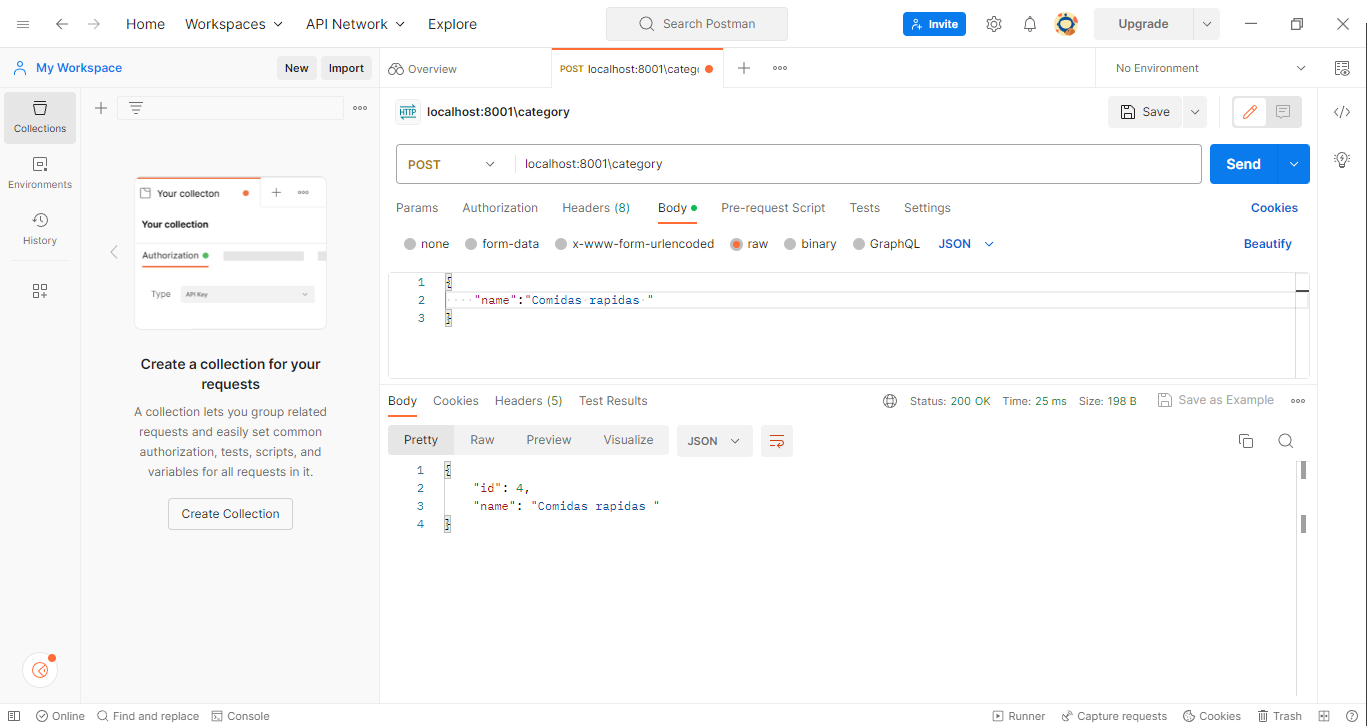 Home Workspaces API Network Explore Search Postman Invite Upgrade
My Workspace New Import Overview POST localhost:8001\categ No Environment
Collections
Environments
History
Your collecton
Your collection
Authorization
Type API Key
Create a collection for your
requests
A collection lets you group related
requests and easily set common
authorization, tests, scripts, and
variables for all requests in it.
Create Collection
HTTP localhost:8001\category Save
POST localhost:8001\category Send
Params Authorization Headers (8) Body Pre-request Script Tests Settings Cookies
none form-data x-www-form-urlencoded raw binary GraphQL JSON Beautify
1 {
2 ····"name":"Comidas·rapidas·"
3 }
Body Cookies Headers (5) Test Results Status: 200 OK Time: 25 ms Size: 198 B Save as Example
Pretty Raw Preview Visualize JSON
1 {
2 "id": 4,
3 "name": "Comidas rapidas "
4 }
Online Find and replace Console Runner Capture requests Cookies Trash